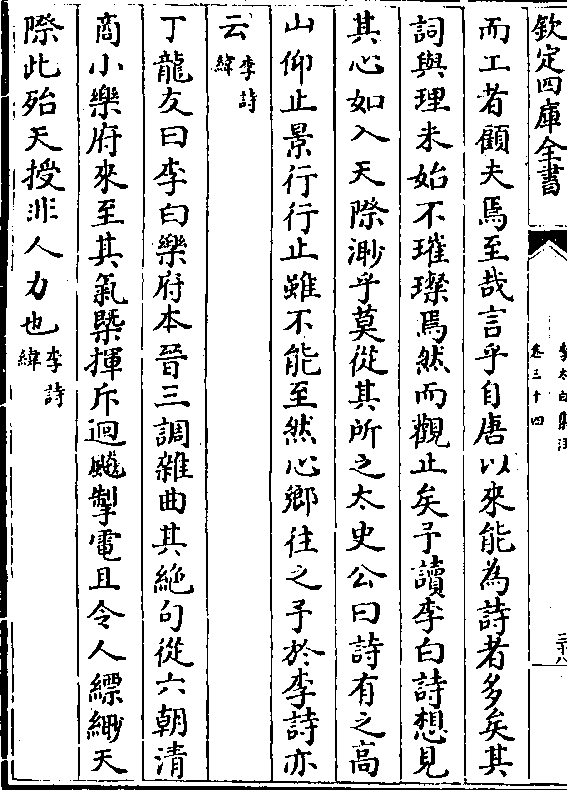 欽定四庫全書
李太白集注
卷三十四
而工者顧夫焉至哉言乎自唐以來能為詩者多矣其
詞與理未始不璀璨焉然而觀止矣予讀李白詩想見
其心如入天際渺乎莫從其所之太史公曰詩有之高
山仰止景行行止雖不能至然心鄉往之予於李詩亦
云李詩緯
丁龍友曰李白樂府本晉三調雜曲其絶句從六朝清
商小樂府來至其氣槩揮斥迴飇掣電且令人縹緲天
際此殆天授非人力也李詩緯